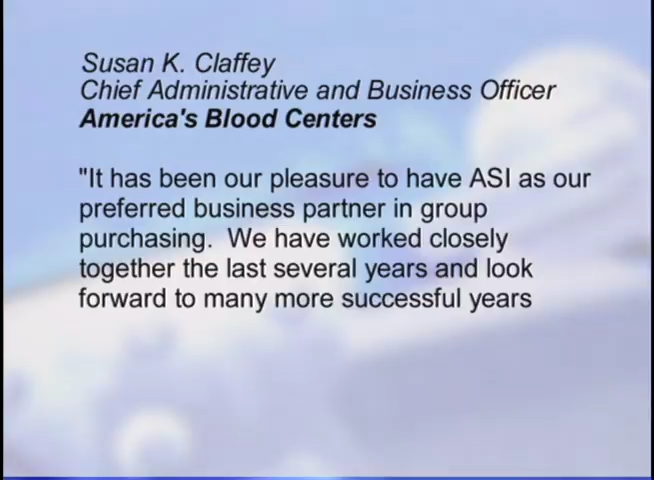 Susan K. Claffey
Chief Administrative and Business Officer
America's Blood Centers
"It has been our pleasure to have ASI as our
preferred business partner in group
purchasing.  We have worked closely
together the last several years and look
forward to many more successful years